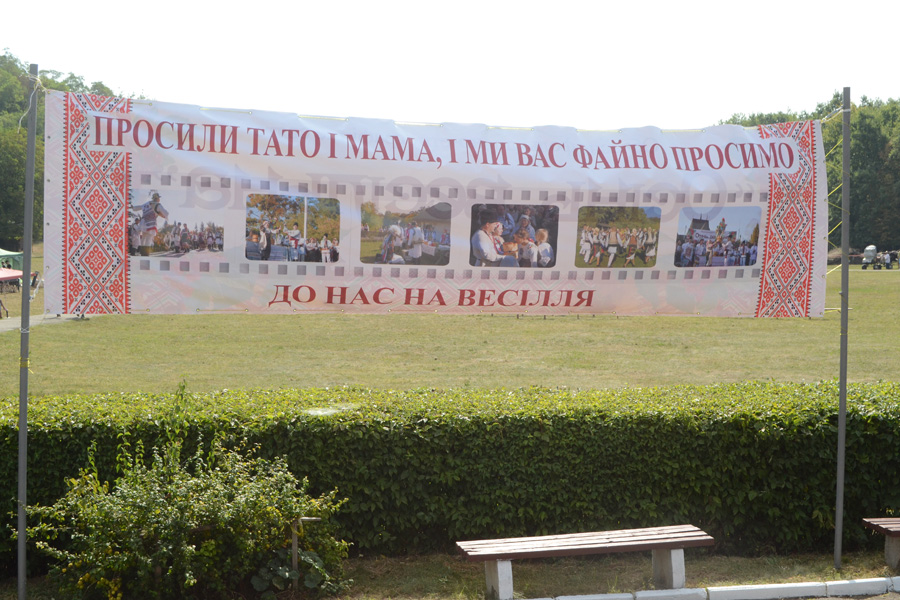 ПРОСИЛИ ТАТО І МАМА, І МИ ВАС ФАЙНО ПРОСИМО
ДО НАС НА ВЕСІЛЛЯ